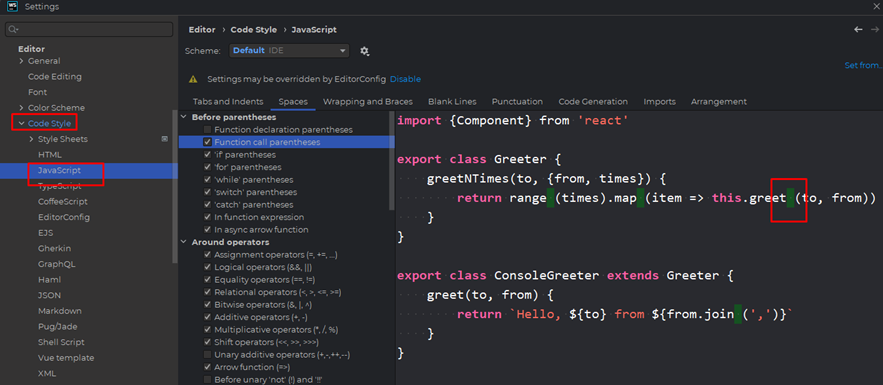 WS Settings
Editor
General
Code Editing
Font
Color Scheme
Code Style
Style Sheets
HTML
JavaScript
TypeScript
CoffeeScript
EditorConfig
EJS
Gherkin
GraphQL
Haml
JSON
Markdown
Pug/Jade
Shell Script
Vue template
XML
Editor › Code Style › JavaScript
Scheme: Default IDE
Settings may be overridden by EditorConfig Disable
Set from...
Tabs and Indents Spaces Wrapping and Braces Blank Lines Punctuation Code Generation Imports Arrangement
Before parentheses
Function declaration parentheses
Function call parentheses
'if' parentheses
'for' parentheses
'while' parentheses
'switch' parentheses
'catch' parentheses
In function expression
In async arrow function
Around operators
Assignment operators (=, +=, ...)
Logical operators (&&, ||)
Equality operators (==, !=)
Relational operators (<, >, <=, >=)
Bitwise operators (&, |, ^)
Additive operators (+, -)
Multiplicative operators (*, /, %)
Shift operators (<<, >>, >>>)
Unary additive operators (+,-,++,--)
Arrow function (=>)
Before unary 'not' (!) and '!!'
import {Component} from 'react'
export class Greeter {
greetNTimes(to, {from, times}) {
return range (times).map (item => this.greet (to, from))
}
}
export class ConsoleGreeter extends Greeter {
greet(to, from) {
return `Hello, ${to} from ${from.join (',')}`
}
}